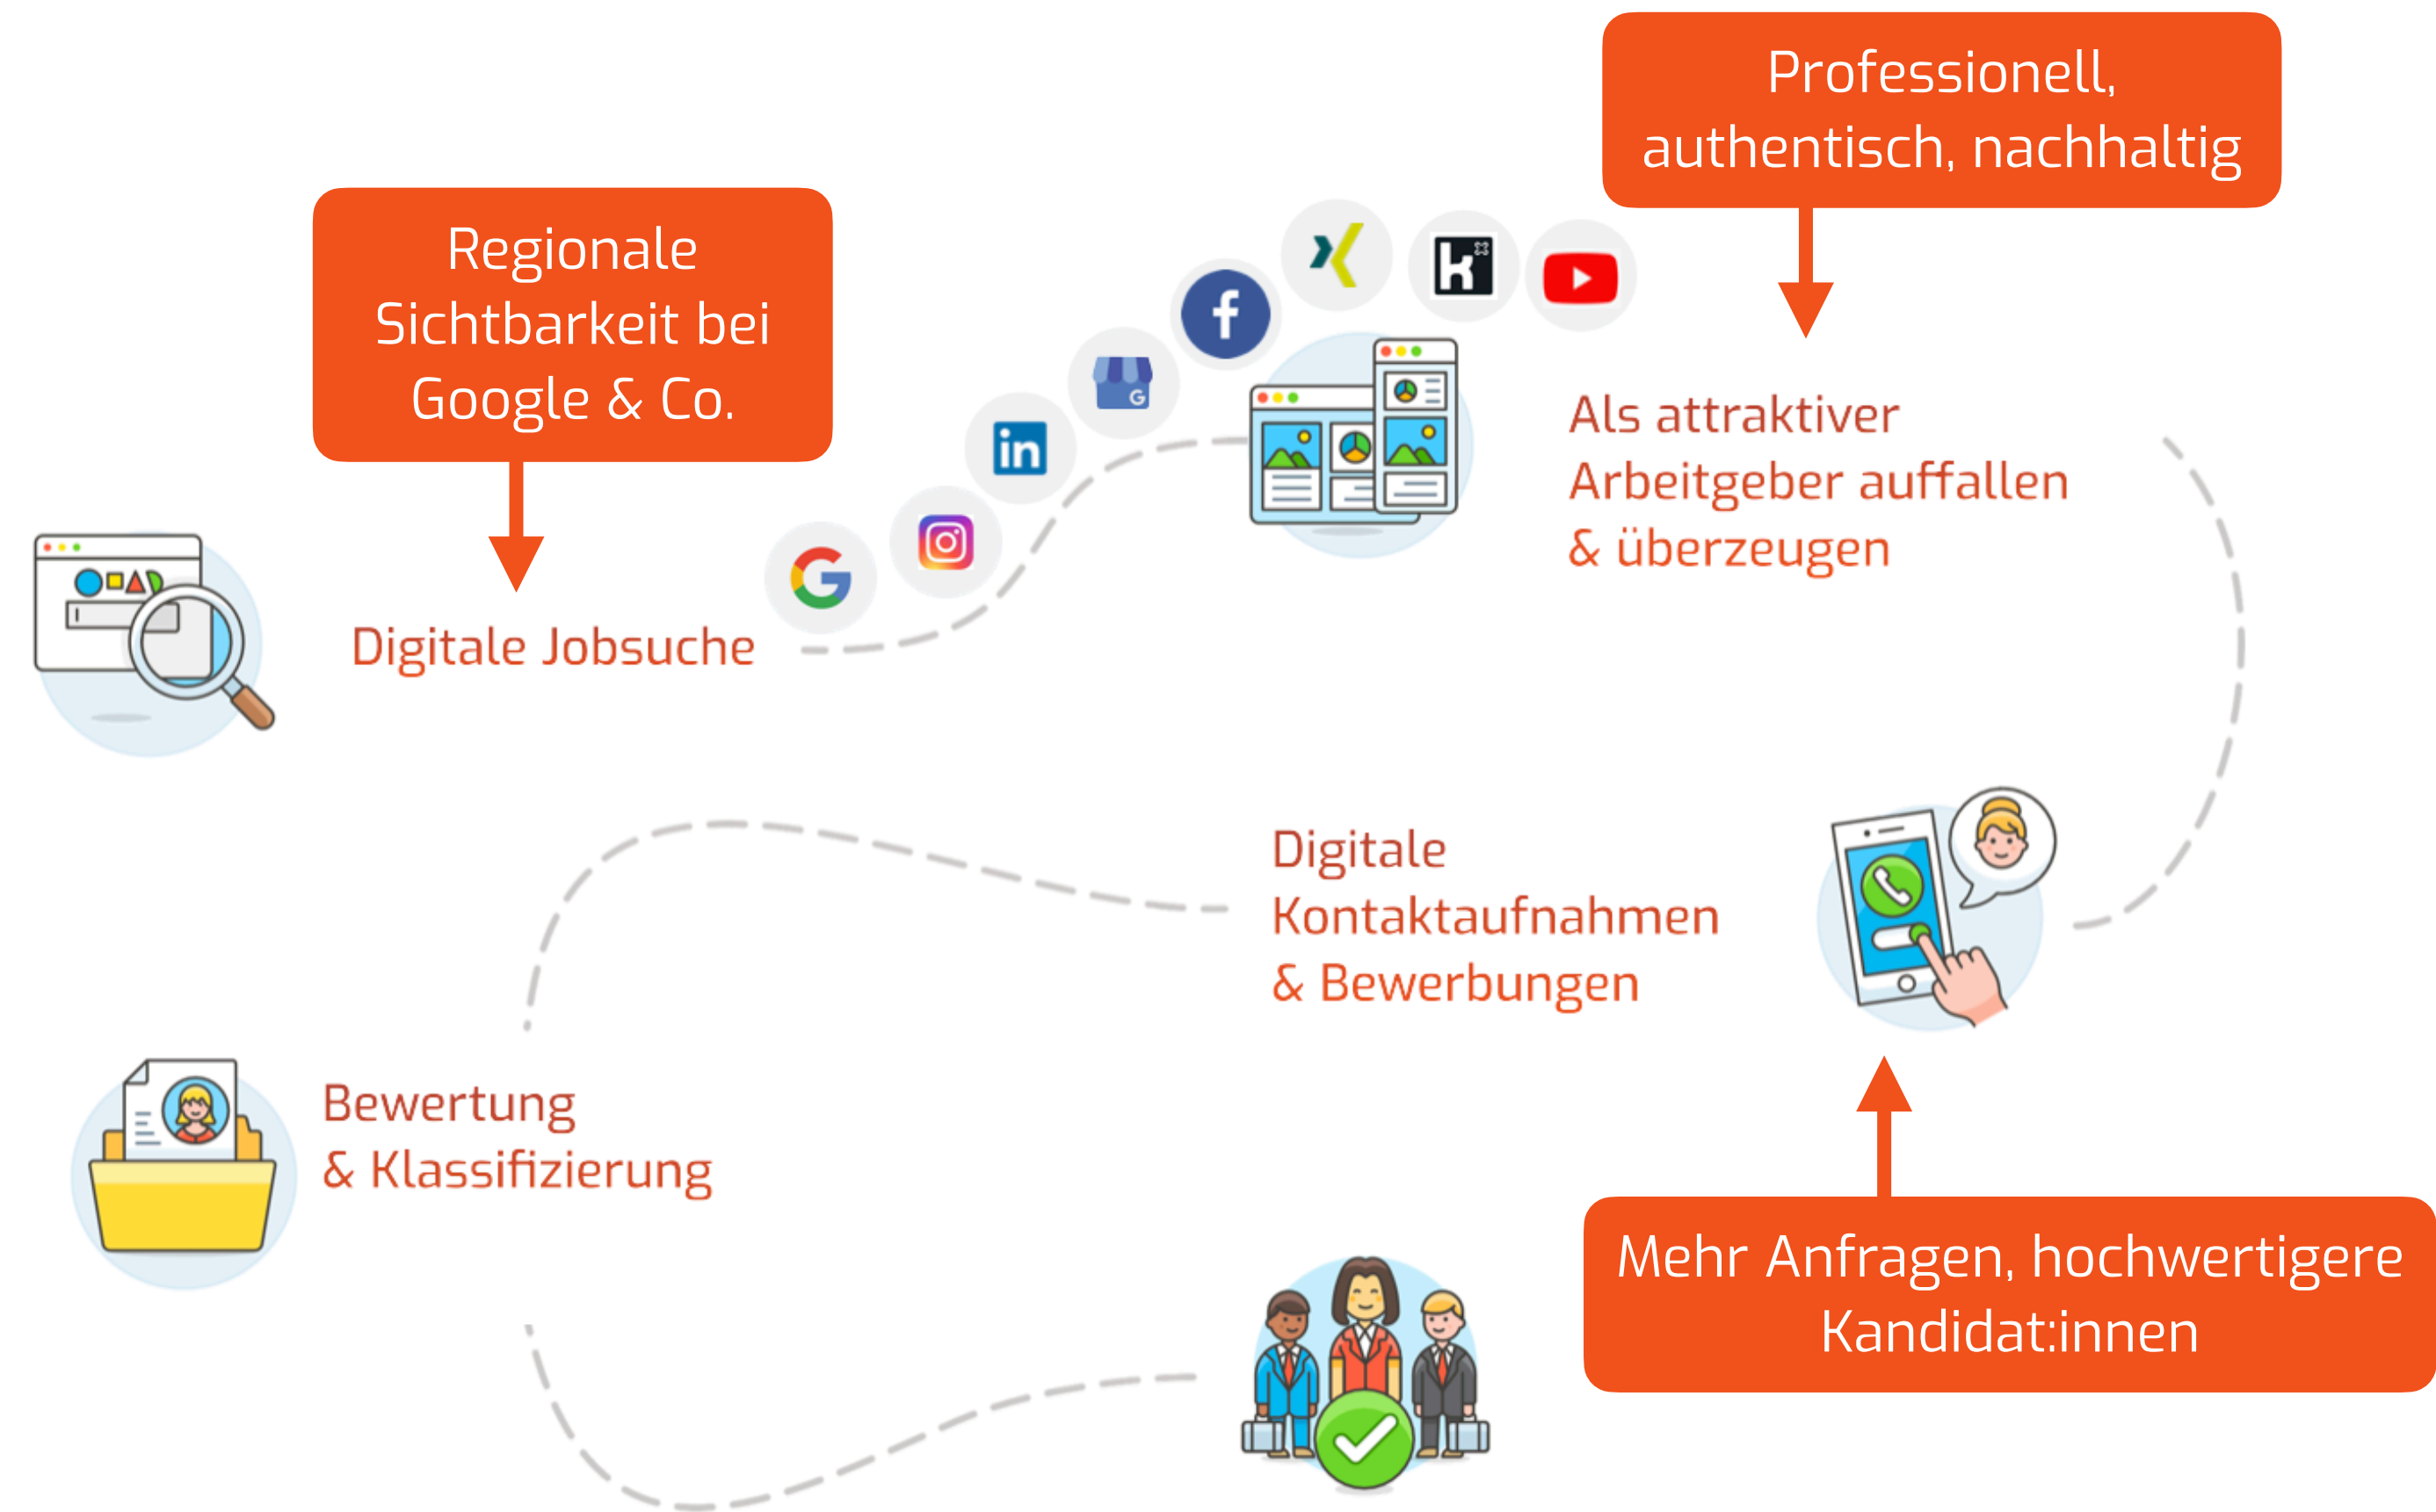 Professionell,
authentisch, nachhaltig
Regionale
Sichtbarkeit bei
Google & Co.
Als attraktiver
Arbeitgeber auffallen
& überzeugen
Digitale Jobsuche
Digitale
Kontaktaufnahmen
& Bewerbungen
Bewertung
& Klassifizierung
Mehr Anfragen, hochwertigere
Kandidat:innen